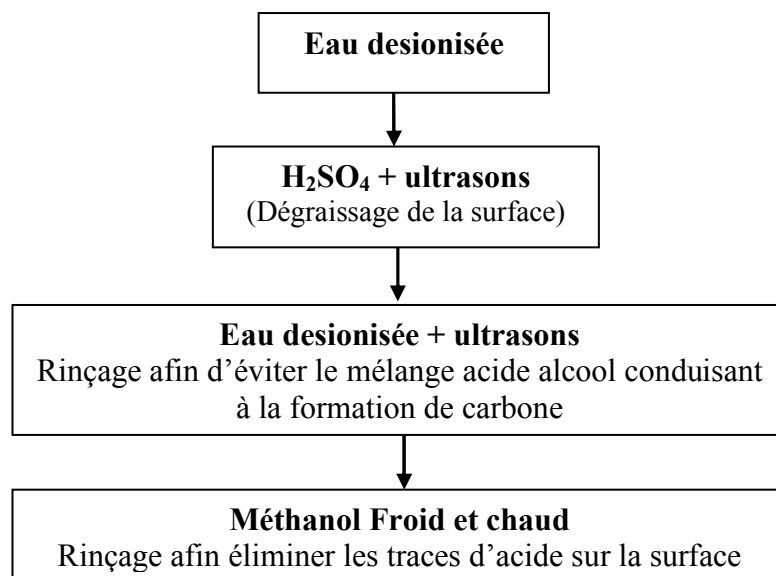 Eau desionisée
H₂SO₄ + ultrasons
(Dégraissage de la surface)
Eau desionisée + ultrasons
Rinçage afin d’éviter le mélange acide alcool conduisant
à la formation de carbone
Méthanol Froid et chaud
Rinçage afin éliminer les traces d’acide sur la surface